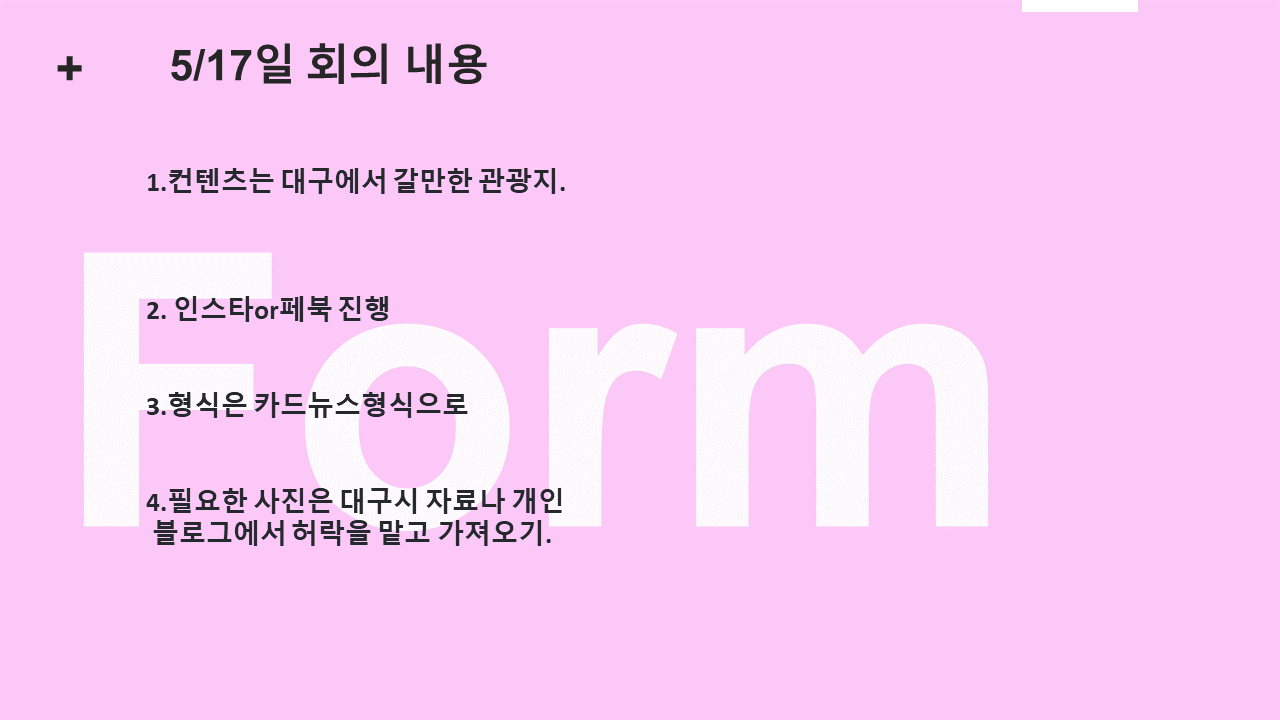 + 5/17일 회의 내용
1.컨텐츠는 대구에서 갈만한 관광지.
2. 인스타or페북 진행
3.형식은 카드뉴스형식으로
4.필요한 사진은 대구시 자료나 개인
블로그에서 허락을 맡고 가져오기.
Form